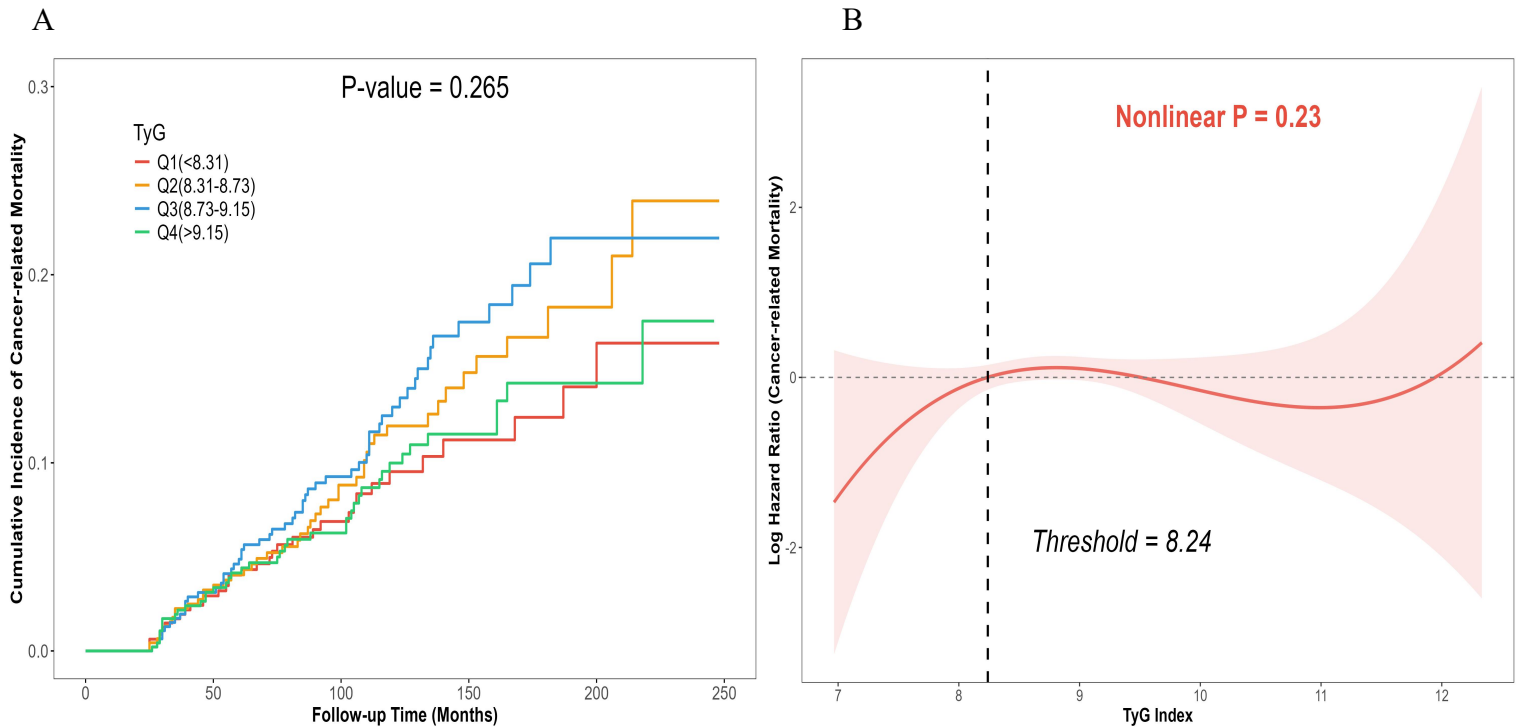 A
P-value = 0.265
TyG
Q1(<8.31)
Q2(8.31-8.73)
Q3(8.73-9.15)
Q4(>9.15)
Cumulative Incidence of Cancer-related Mortality
0.3
0.2
0.1
0.0
0
50
100
150
200
250
Follow-up Time (Months)
B
Nonlinear P = 0.23
Threshold = 8.24
Log Hazard Ratio (Cancer-related Mortality)
2
0
-2
7
8
9
10
11
12
TyG Index